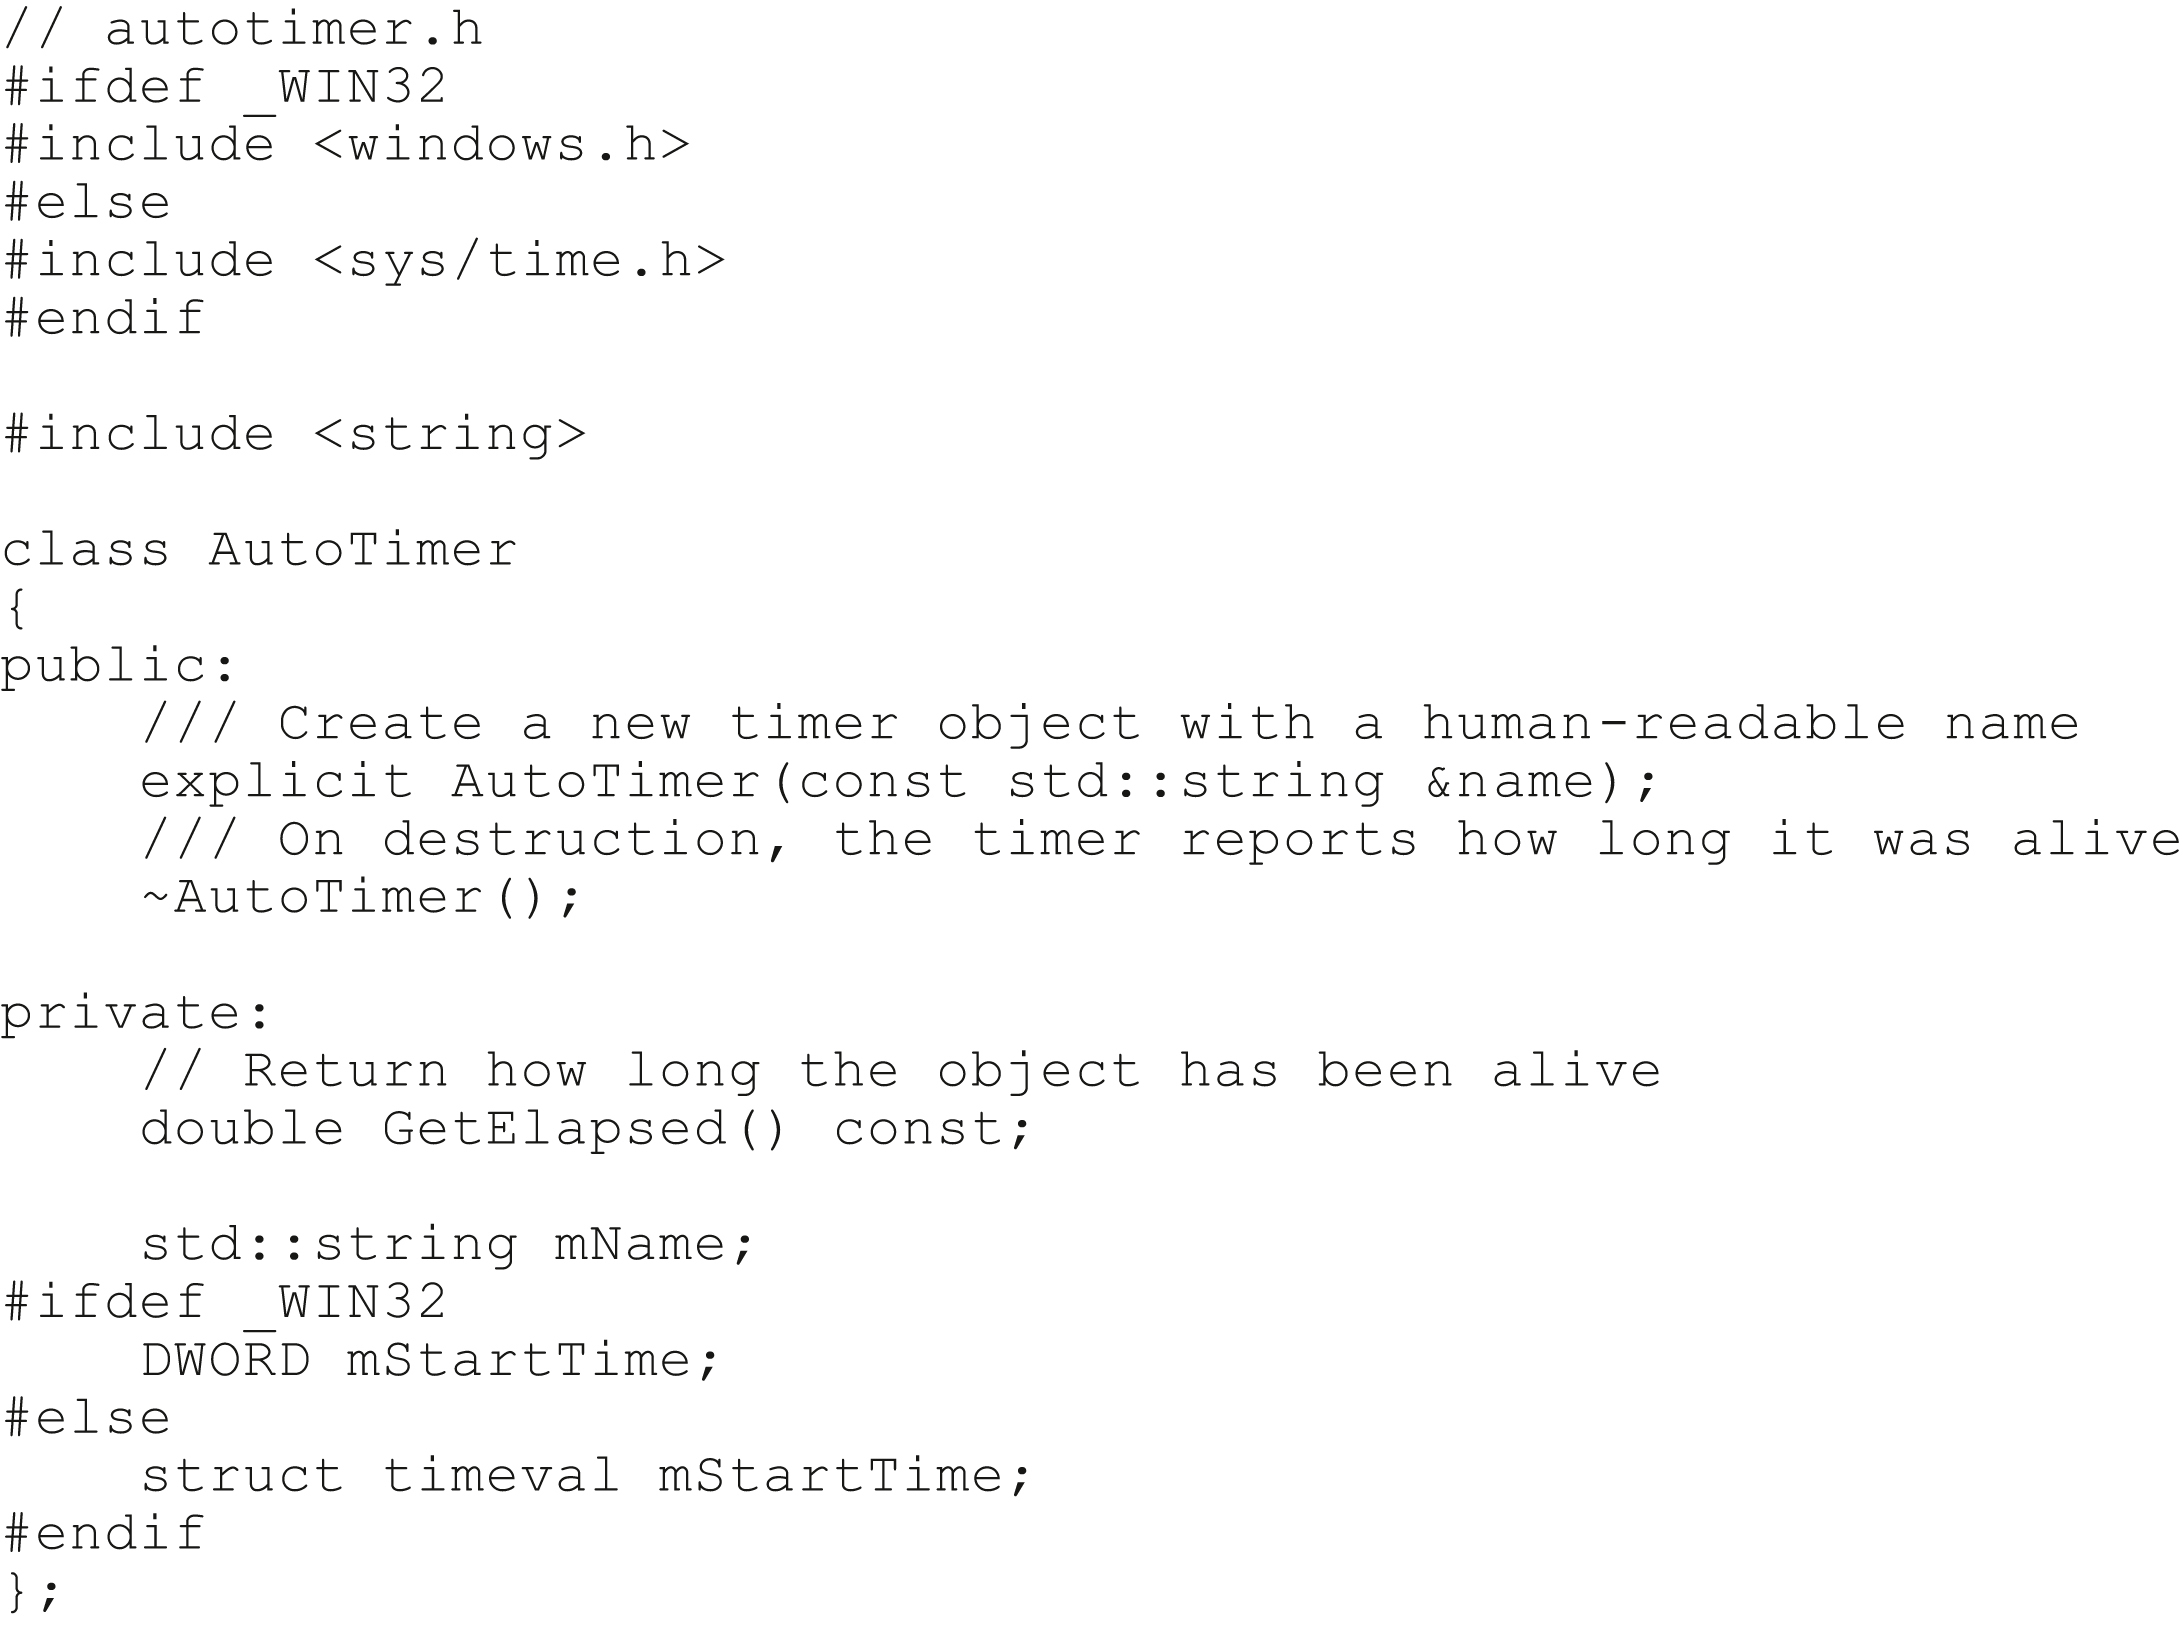 // autotimer.h
#ifdef _WIN32
#include <windows.h>
#else
#include <sys/time.h>
#endif

#include <string>

class AutoTimer
{
public:
    /// Create a new timer object with a human-readable name
    explicit AutoTimer(const std::string &name);
    /// On destruction, the timer reports how long it was alive
    ~AutoTimer();

private:
    // Return how long the object has been alive
    double GetElapsed() const;

    std::string mName;
#ifdef _WIN32
    DWORD mStartTime;
#else
    struct timeval mStartTime;
#endif
};